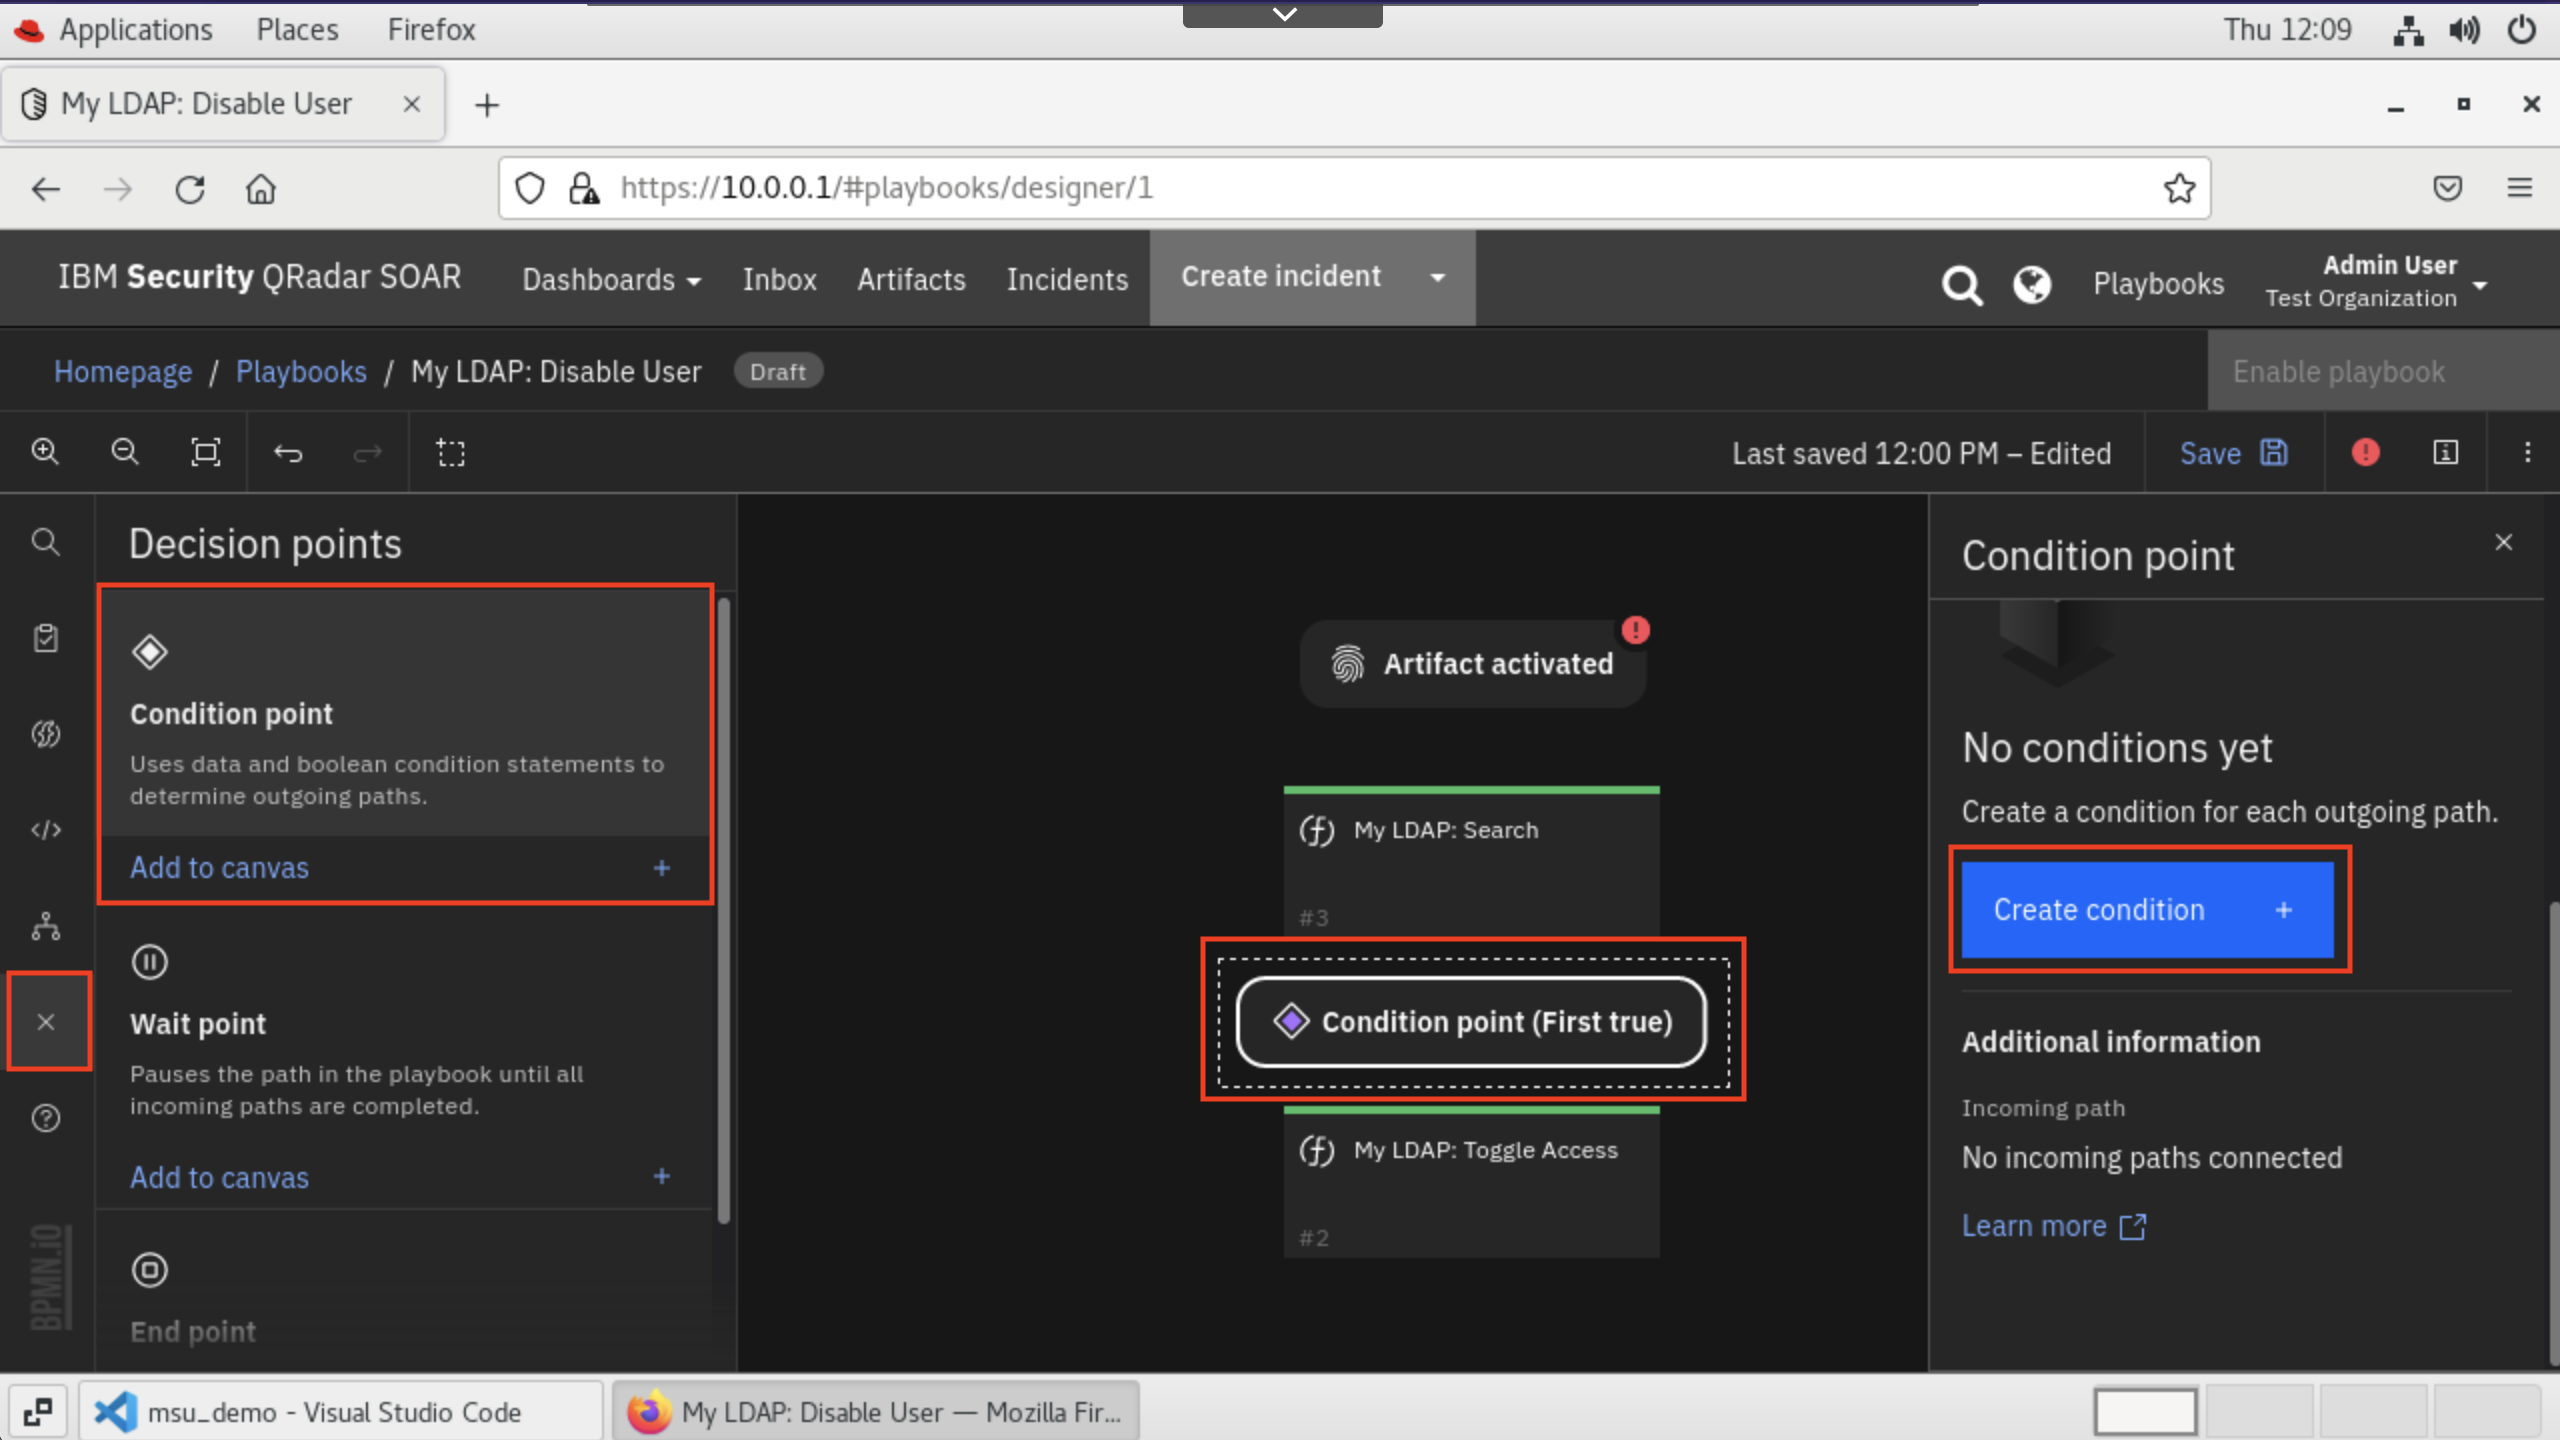 Applications Places Firefox Thu 12:09
My LDAP: Disable User
https://10.0.0.1/#playbooks/designer/1
IBM Security QRadar SOAR Dashboards Inbox Artifacts Incidents Create incident Playbooks Admin User
Test Organization
Homepage / Playbooks / My LDAP: Disable User Draft Enable playbook
Last saved 12:00 PM – Edited Save
Decision points
Condition point
Uses data and boolean condition statements to
determine outgoing paths.
Add to canvas +
Wait point
Pauses the path in the playbook until all
incoming paths are completed.
Add to canvas +
End point
BPMN.iO
Artifact activated
My LDAP: Search
#3
Condition point (First true)
My LDAP: Toggle Access
#2
Condition point
No conditions yet
Create a condition for each outgoing path.
Create condition +
Additional information
Incoming path
No incoming paths connected
Learn more
msu_demo - Visual Studio Code My LDAP: Disable User — Mozilla Fir...